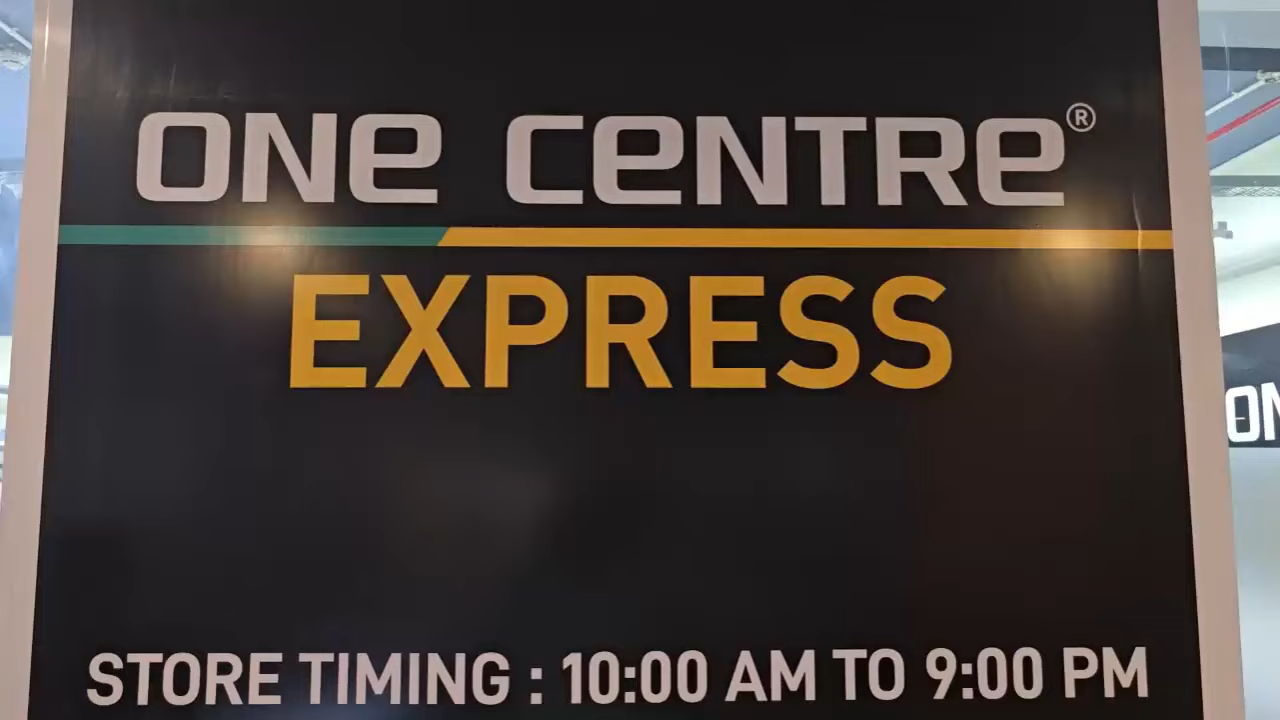 ONE CENTRE®
EXPRESS
STORE TIMING : 10:00 AM TO 9:00 PM